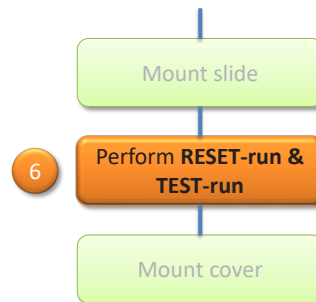 Mount slide
6
Perform RESET-run &
TEST-run
Mount cover